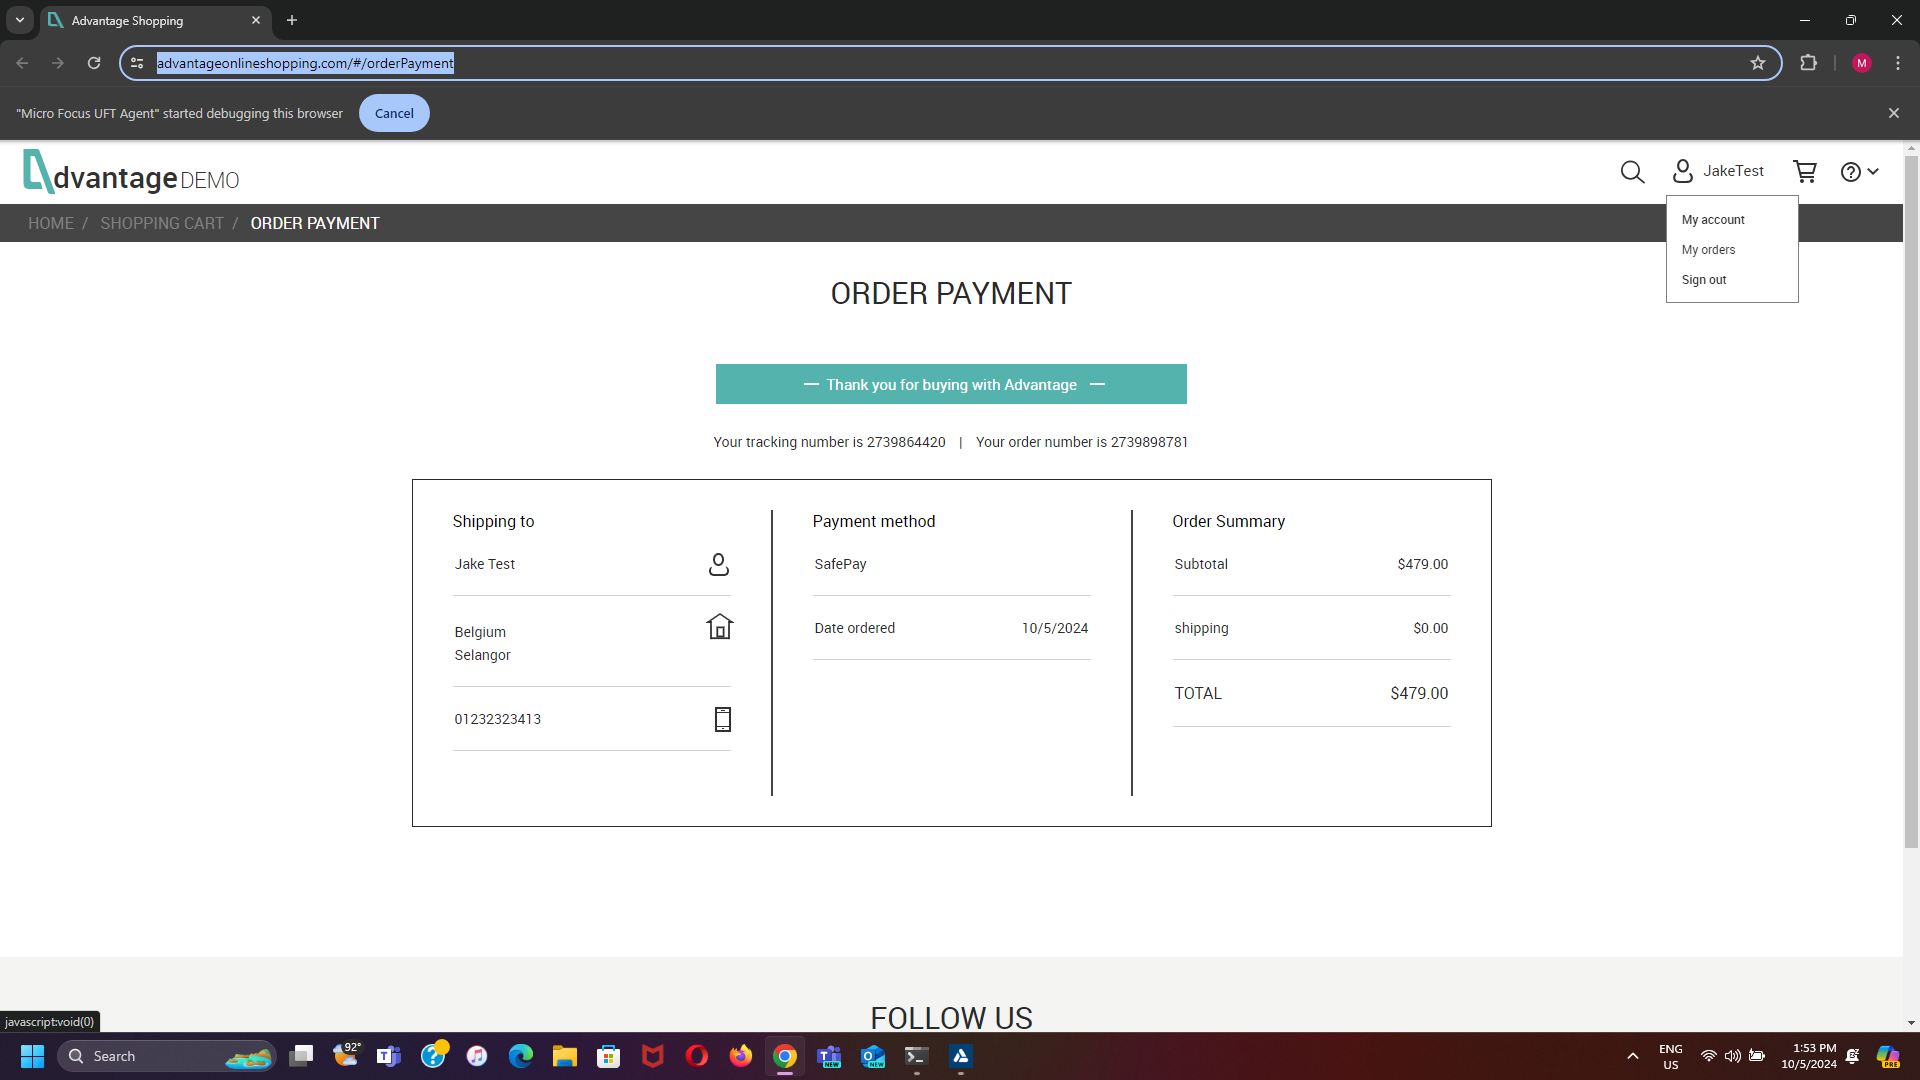 Advantage Shopping
advantageonlineshopping.com/#/orderPayment
M
"Micro Focus UFT Agent" started debugging this browser
Cancel
dvantage DEMO
JakeTest
HOME / SHOPPING CART / ORDER PAYMENT
My account
My orders
Sign out
ORDER PAYMENT
— Thank you for buying with Advantage —
Your tracking number is 2739864420 | Your order number is 2739898781
Shipping to
Jake Test
Belgium
Selangor
01232323413
Payment method
SafePay
Date ordered 10/5/2024
Order Summary
Subtotal $479.00
shipping $0.00
TOTAL $479.00
FOLLOW US
javascript:void(0)
Search
92°
NEW
NEW
ENG
US
1:53 PM
10/5/2024
PRE